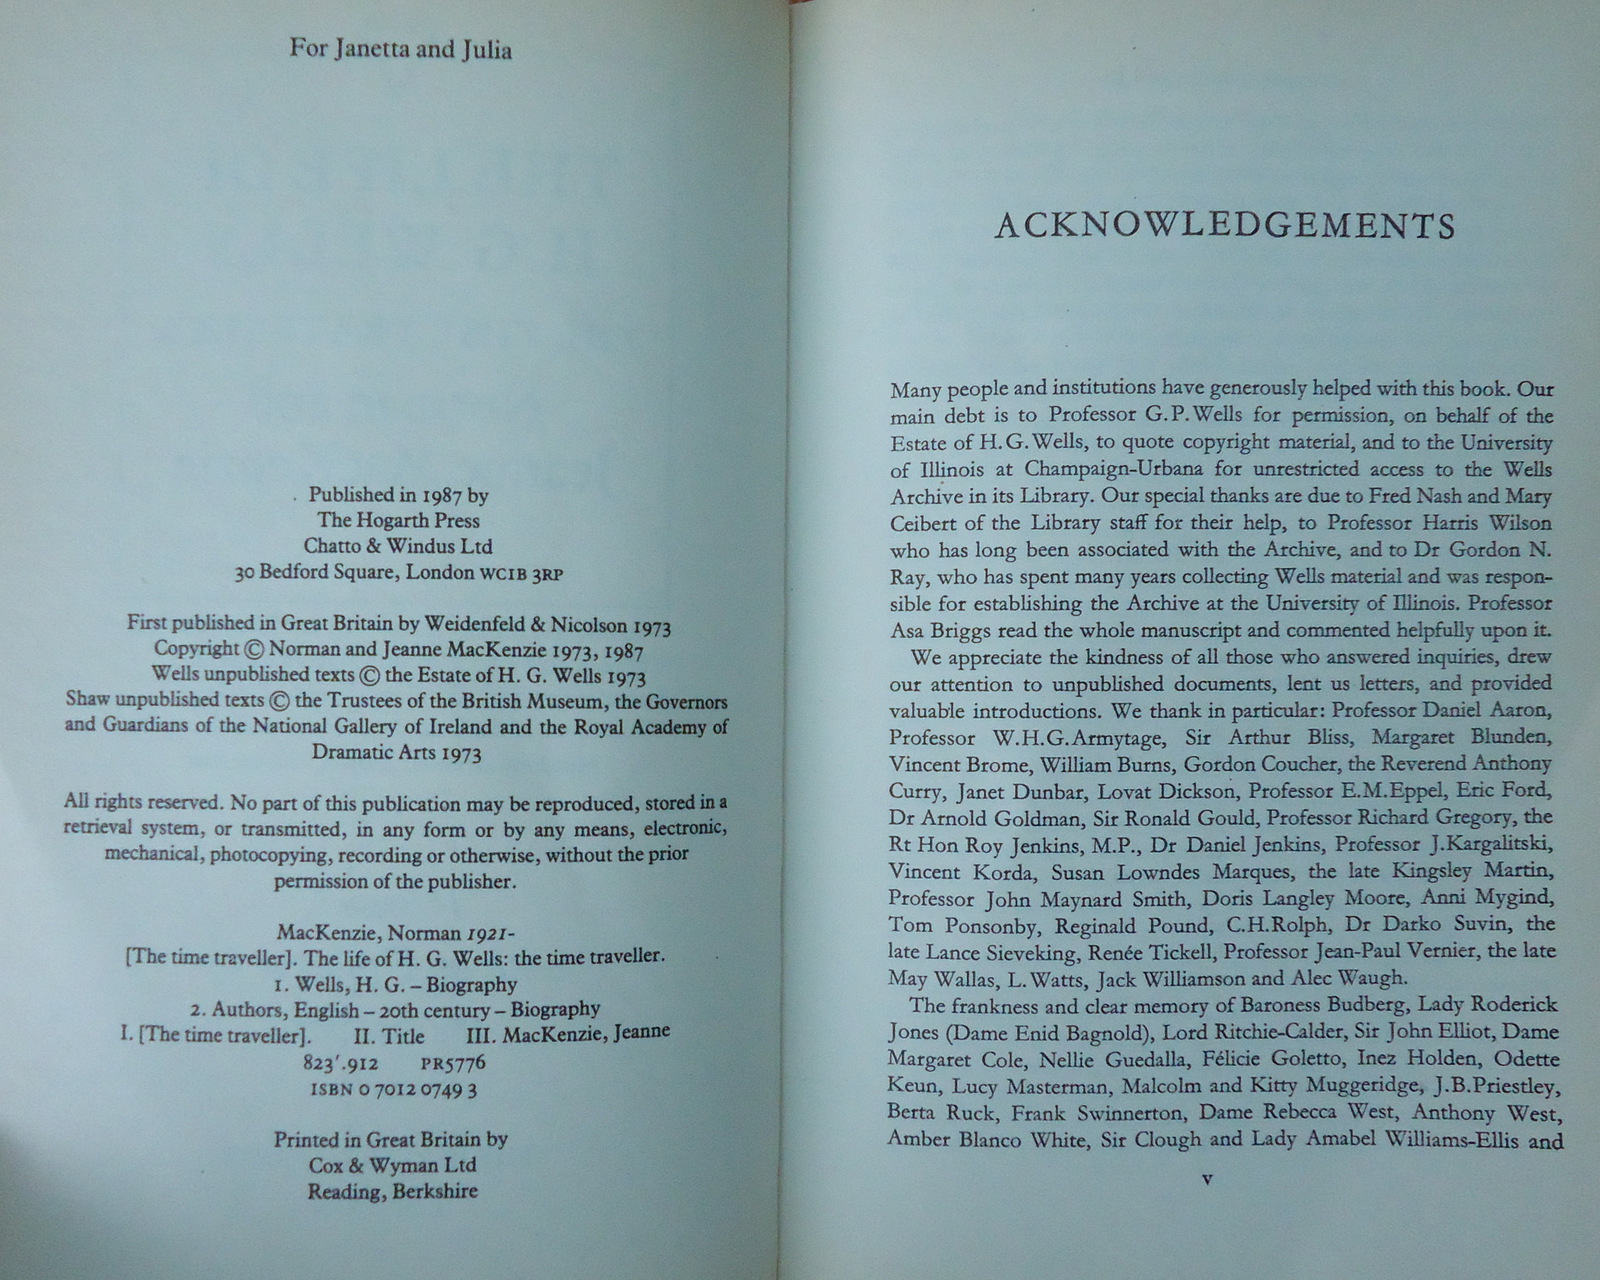 For Janetta and Julia
Published in 1987 by
The Hogarth Press
Chatto & Windus Ltd
30 Bedford Square, London WC1B 3RP
First published in Great Britain by Weidenfeld & Nicolson 1973
Copyright © Norman and Jeanne MacKenzie 1973, 1987
Wells unpublished texts © the Estate of H. G. Wells 1973
Shaw unpublished texts © the Trustees of the British Museum, the Governors
and Guardians of the National Gallery of Ireland and the Royal Academy of
Dramatic Arts 1973
All rights reserved. No part of this publication may be reproduced, stored in a
retrieval system, or transmitted, in any form or by any means, electronic,
mechanical, photocopying, recording or otherwise, without the prior
permission of the publisher.
MacKenzie, Norman 1921-
[The time traveller]. The life of H. G. Wells: the time traveller.
1. Wells, H. G. – Biography
2. Authors, English – 20th century – Biography
I. [The time traveller]. II. Title III. MacKenzie, Jeanne
823'.912 PR5776
ISBN 0 7012 0749 3
Printed in Great Britain by
Cox & Wyman Ltd
Reading, Berkshire
ACKNOWLEDGEMENTS
Many people and institutions have generously helped with this book. Our
main debt is to Professor G.P. Wells for permission, on behalf of the
Estate of H.G. Wells, to quote copyright material, and to the University
of Illinois at Champaign-Urbana for unrestricted access to the Wells
Archive in its Library. Our special thanks are due to Fred Nash and Mary
Ceibert of the Library staff for their help, to Professor Harris Wilson
who has long been associated with the Archive, and to Dr Gordon N.
Ray, who has spent many years collecting Wells material and was respon-
sible for establishing the Archive at the University of Illinois. Professor
Asa Briggs read the whole manuscript and commented helpfully upon it.
We appreciate the kindness of all those who answered inquiries, drew
our attention to unpublished documents, lent us letters, and provided
valuable introductions. We thank in particular: Professor Daniel Aaron,
Professor W.H.G.Armytage, Sir Arthur Bliss, Margaret Blunden,
Vincent Brome, William Burns, Gordon Coucher, the Reverend Anthony
Curry, Janet Dunbar, Lovat Dickson, Professor E.M.Eppel, Eric Ford,
Dr Arnold Goldman, Sir Ronald Gould, Professor Richard Gregory, the
Rt Hon Roy Jenkins, M.P., Dr Daniel Jenkins, Professor J.Kargalitski,
Vincent Korda, Susan Lowndes Marques, the late Kingsley Martin,
Professor John Maynard Smith, Doris Langley Moore, Anni Mygind,
Tom Ponsonby, Reginald Pound, C.H.Rolph, Dr Darko Suvin, the
late Lance Sieveking, Renée Tickell, Professor Jean-Paul Vernier, the late
May Wallas, L. Watts, Jack Williamson and Alec Waugh.
The frankness and clear memory of Baroness Budberg, Lady Roderick
Jones (Dame Enid Bagnold), Lord Ritchie-Calder, Sir John Elliot, Dame
Margaret Cole, Nellie Guedalla, Félicie Goletto, Inez Holden, Odette
Keun, Lucy Masterman, Malcolm and Kitty Muggeridge, J.B.Priestley,
Berta Ruck, Frank Swinnerton, Dame Rebecca West, Anthony West,
Amber Blanco White, Sir Clough and Lady Amabel Williams-Ellis and
v